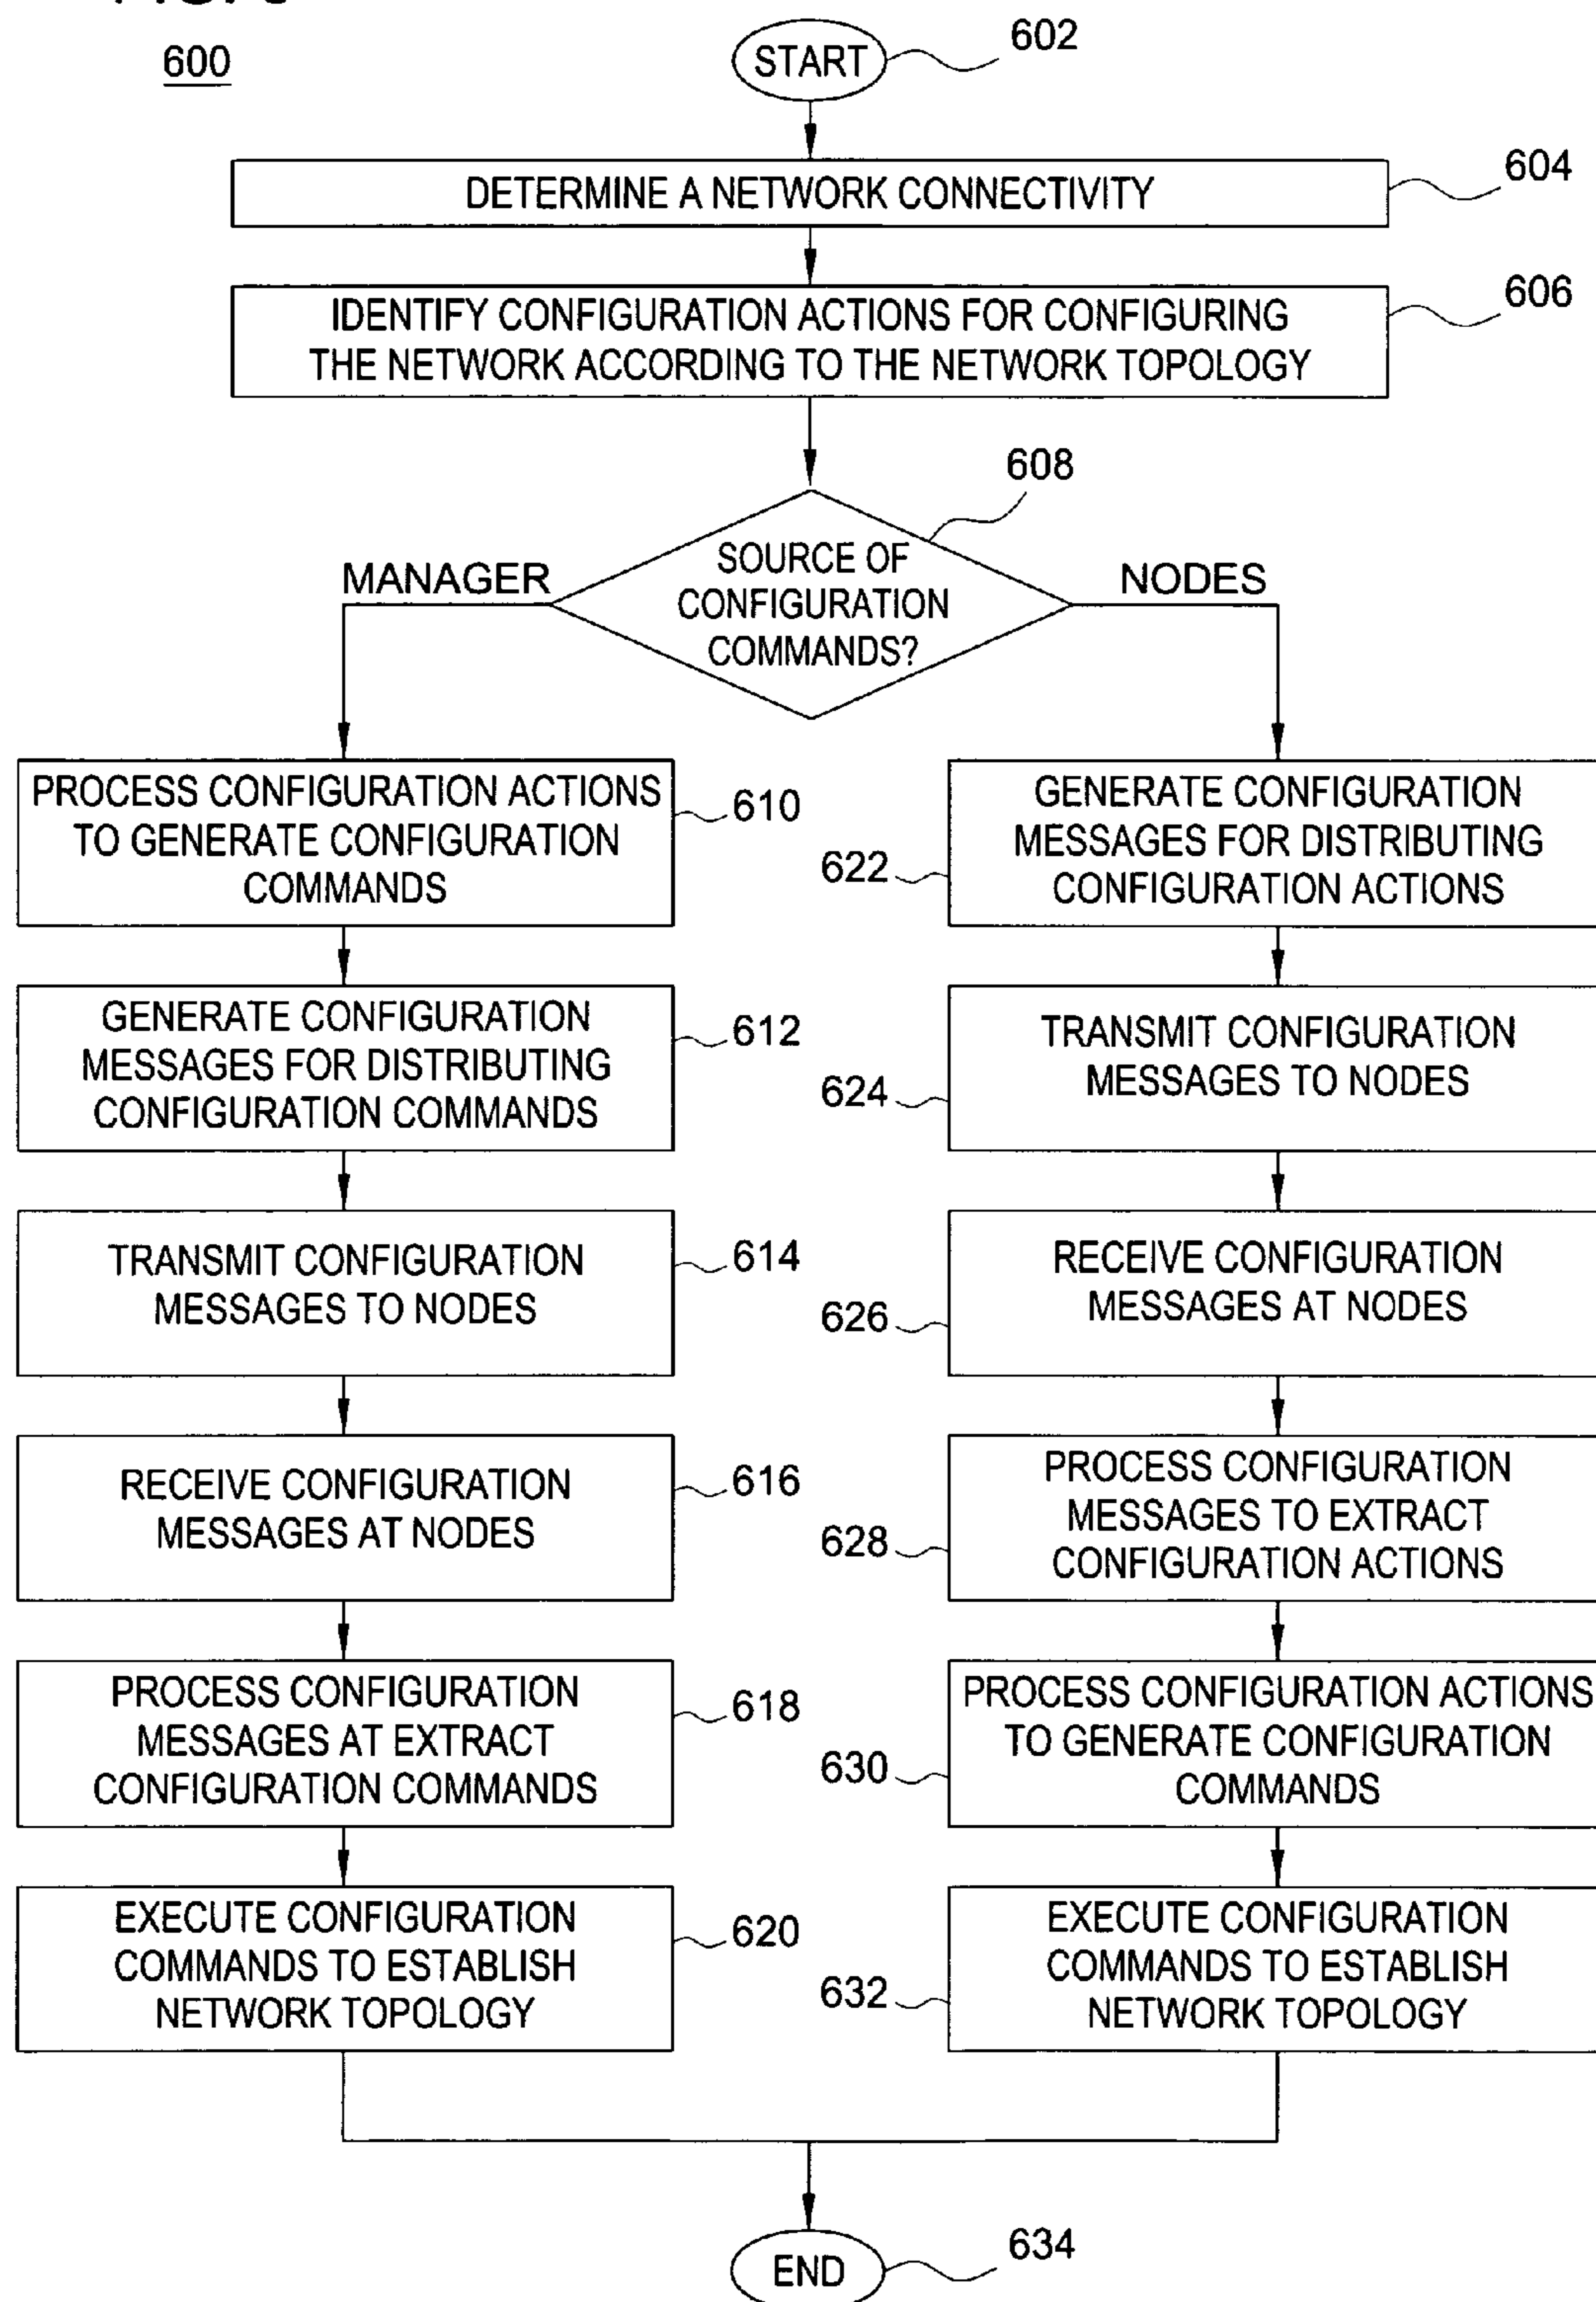 600
START
602
DETERMINE A NETWORK CONNECTIVITY
604
IDENTIFY CONFIGURATION ACTIONS FOR CONFIGURING
THE NETWORK ACCORDING TO THE NETWORK TOPOLOGY
606
608
SOURCE OF
CONFIGURATION
COMMANDS?
MANAGER
NODES
PROCESS CONFIGURATION ACTIONS
TO GENERATE CONFIGURATION
COMMANDS
610
GENERATE CONFIGURATION
MESSAGES FOR DISTRIBUTING
CONFIGURATION COMMANDS
612
TRANSMIT CONFIGURATION
MESSAGES TO NODES
614
RECEIVE CONFIGURATION
MESSAGES AT NODES
616
PROCESS CONFIGURATION
MESSAGES AT EXTRACT
CONFIGURATION COMMANDS
618
EXECUTE CONFIGURATION
COMMANDS TO ESTABLISH
NETWORK TOPOLOGY
620
GENERATE CONFIGURATION
MESSAGES FOR DISTRIBUTING
CONFIGURATION ACTIONS
622
TRANSMIT CONFIGURATION
MESSAGES TO NODES
624
RECEIVE CONFIGURATION
MESSAGES AT NODES
626
PROCESS CONFIGURATION
MESSAGES TO EXTRACT
CONFIGURATION ACTIONS
628
PROCESS CONFIGURATION ACTIONS
TO GENERATE CONFIGURATION
COMMANDS
630
EXECUTE CONFIGURATION
COMMANDS TO ESTABLISH
NETWORK TOPOLOGY
632
END
634